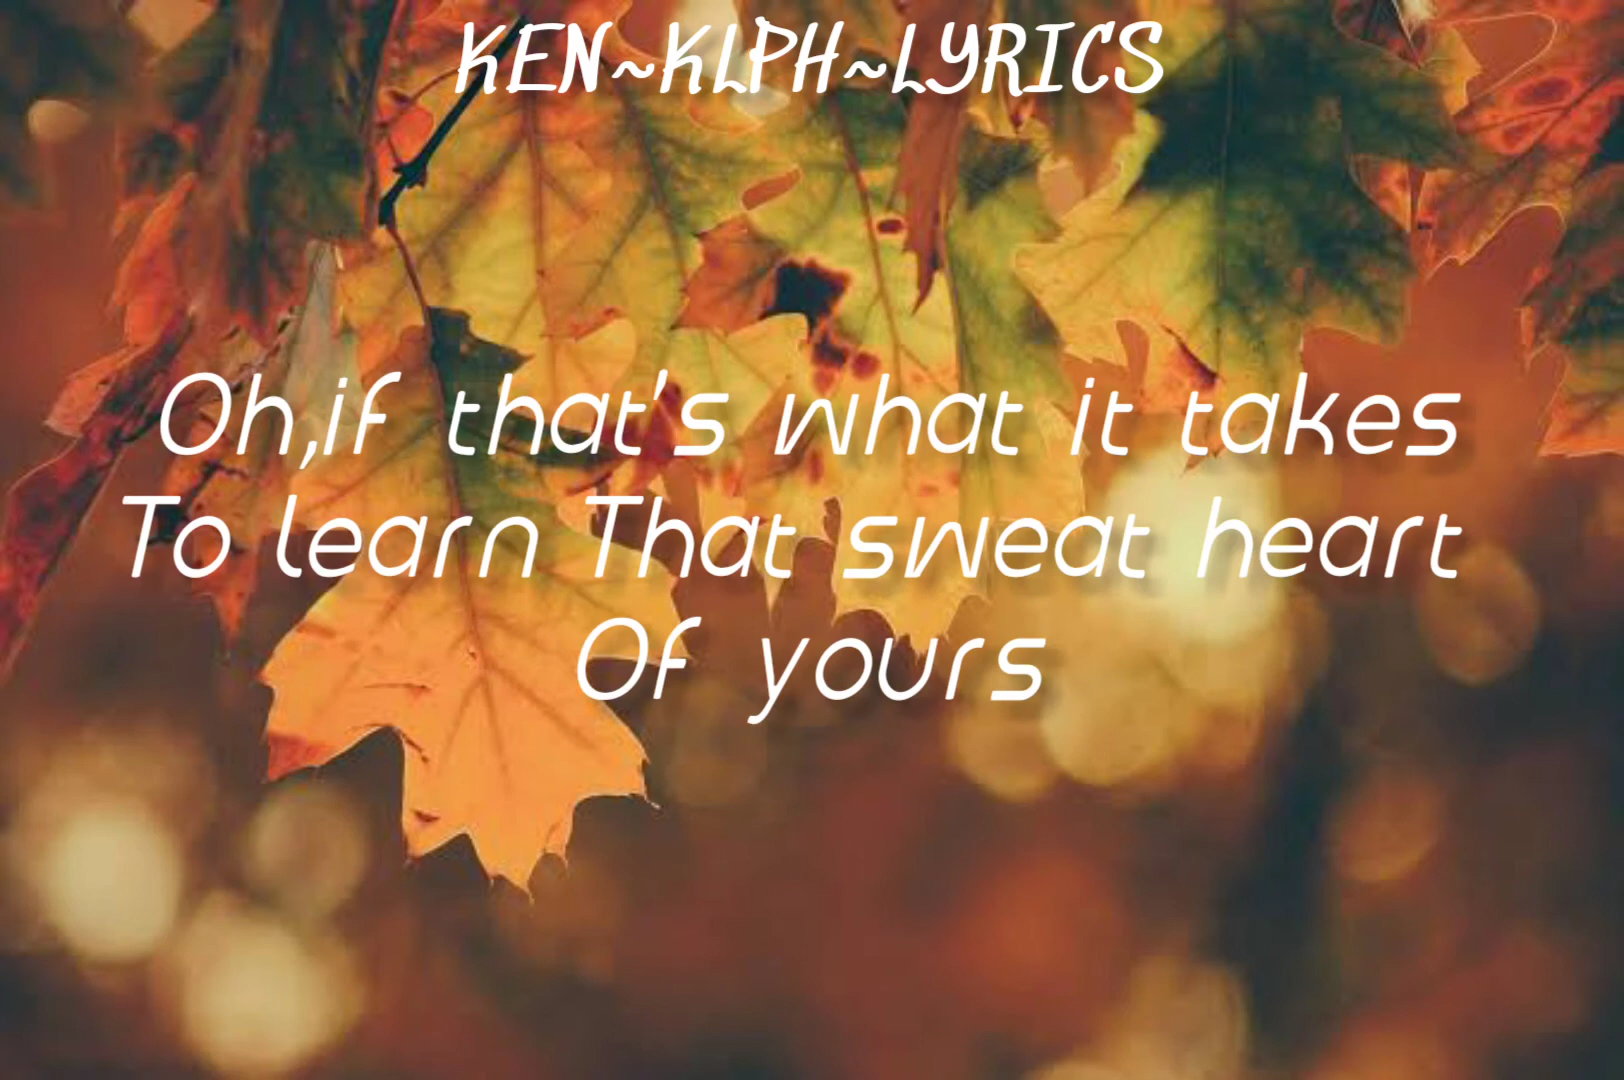 KEN~KLPH~LYRICS
Oh,if that's what it takes
To learn That sweat heart
Of yours